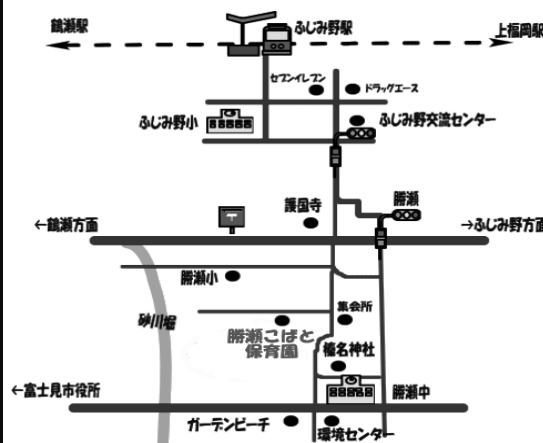 鶴瀬駅
ふじみ野駅
上福岡駅
セブンイレブン
ドラッグエース
ふじみ野小
ふじみ野交流センター
護国寺
勝瀬
←鶴瀬方面
〒
→ふじみ野方面
勝瀬小
砂川堀
集会所
勝瀬こばと
保育園
榛名神社
←富士見市役所
勝瀬中
ガーデンビーチ
環境センター